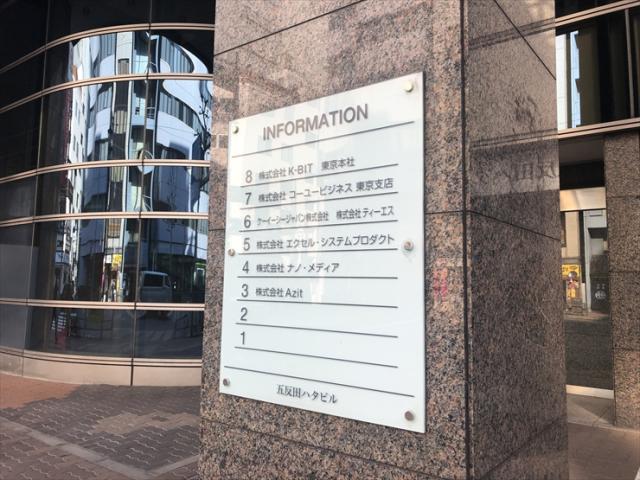 INFORMATION
8 株式会社 K-BIT 東京本社
7 株式会社 コーユービジネス 東京支店
6 ケーイーシージャパン株式会社 株式会社 ティーエス
5 株式会社 エクセル・システムプロダクト
4 株式会社 ナノ・メディア
3 株式会社 Azit
2
1
五反田ハタビル